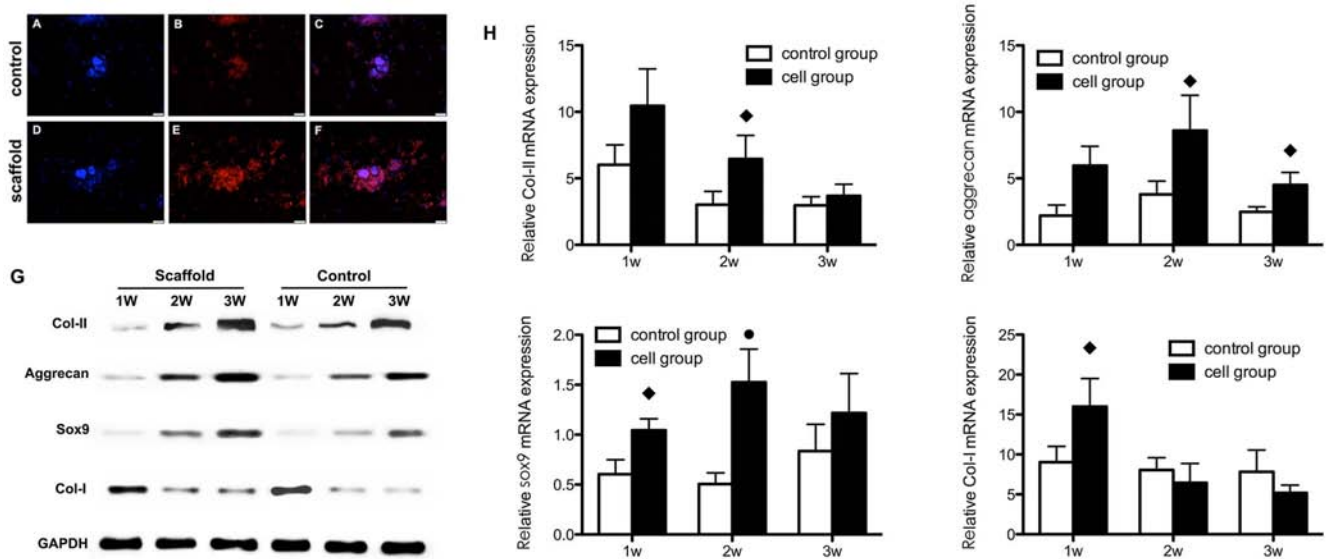 control
A
B
C
scaffold
D
E
F
G
Scaffold Control
1W 2W 3W 1W 2W 3W
Col-II
Aggrecan
Sox9
Col-I
GAPDH
H
Relative Col-II mRNA expression
15
10
5
0
control group
cell group
1w 2w 3w
Relative aggrecan mRNA expression
15
10
5
0
control group
cell group
1w 2w 3w
Relative sox9 mRNA expression
2.0
1.5
1.0
0.5
0.0
control group
cell group
1w 2w 3w
Relative Col-I mRNA expression
25
20
15
10
5
0
control group
cell group
1w 2w 3w